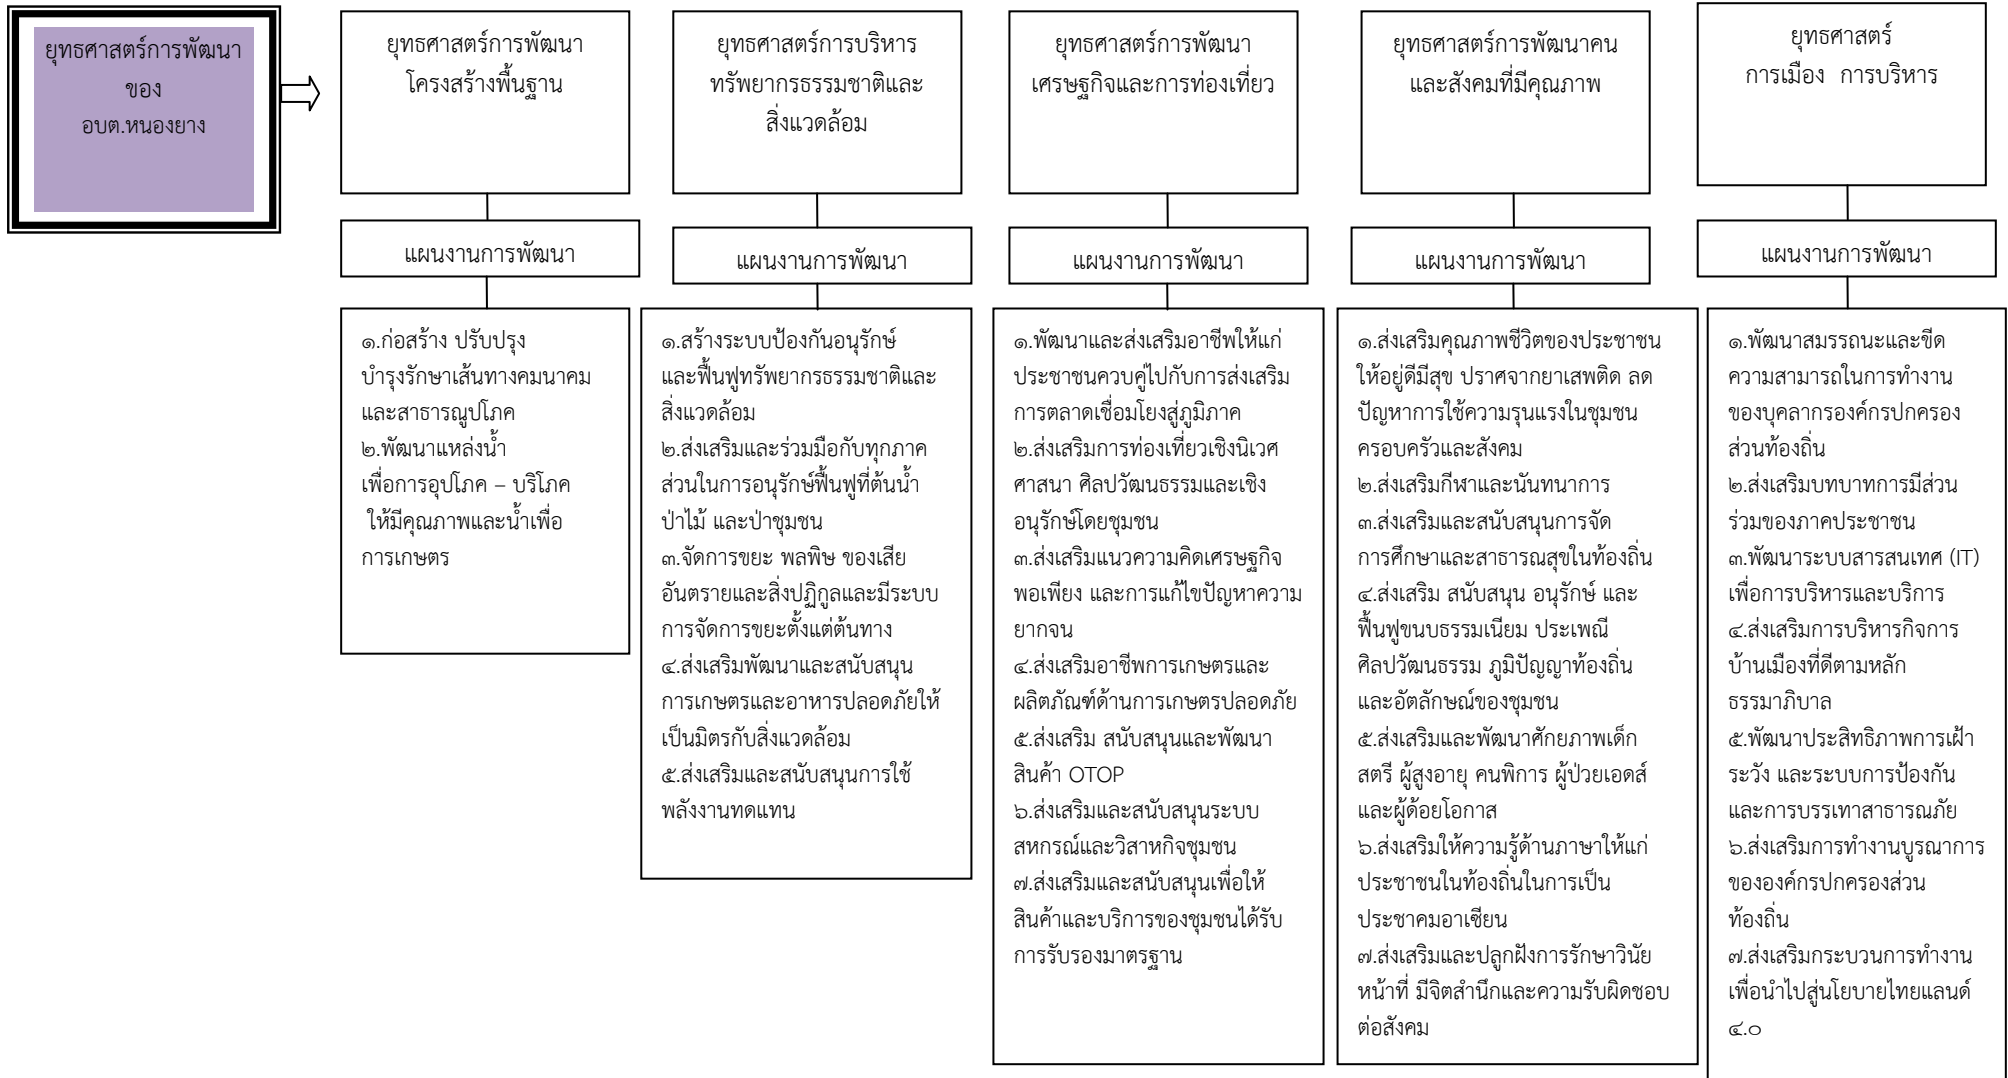 ยุทธศาสตร์การพัฒนา
ของ
อบต.หนองยาง
ยุทธศาสตร์การพัฒนา
โครงสร้างพื้นฐาน
ยุทธศาสตร์การบริหาร
ทรัพยากรธรรมชาติและ
สิ่งแวดล้อม
ยุทธศาสตร์การพัฒนา
เศรษฐกิจและการท่องเที่ยว
ยุทธศาสตร์การพัฒนาคน
และสังคมที่มีคุณภาพ
ยุทธศาสตร์
การเมือง การบริหาร
แผนงานการพัฒนา
แผนงานการพัฒนา
แผนงานการพัฒนา
แผนงานการพัฒนา
แผนงานการพัฒนา
๑.ก่อสร้าง ปรับปรุง
บำรุงรักษาเส้นทางคมนาคม
และสาธารณูปโภค
๒.พัฒนาแหล่งน้ำ
เพื่อการอุปโภค – บริโภค
ให้มีคุณภาพและน้ำเพื่อ
การเกษตร
๑.สร้างระบบป้องกันอนุรักษ์
และฟื้นฟูทรัพยากรธรรมชาติและ
สิ่งแวดล้อม
๒.ส่งเสริมและร่วมมือกับทุกภาค
ส่วนในการอนุรักษ์ฟื้นฟูที่ต้นน้ำ
ป่าไม้ และป่าชุมชน
๓.จัดการขยะ พลพิษ ของเสีย
อันตรายและสิ่งปฏิกูลและมีระบบ
การจัดการขยะตั้งแต่ต้นทาง
๔.ส่งเสริมพัฒนาและสนับสนุน
การเกษตรและอาหารปลอดภัยให้
เป็นมิตรกับสิ่งแวดล้อม
๕.ส่งเสริมและสนับสนุนการใช้
พลังงานทดแทน
๑.พัฒนาและส่งเสริมอาชีพให้แก่
ประชาชนควบคู่ไปกับการส่งเสริม
การตลาดเชื่อมโยงสู่ภูมิภาค
๒.ส่งเสริมการท่องเที่ยวเชิงนิเวศ
ศาสนา ศิลปวัฒนธรรมและเชิง
อนุรักษ์โดยชุมชน
๓.ส่งเสริมแนวความคิดเศรษฐกิจ
พอเพียง และการแก้ไขปัญหาความ
ยากจน
๔.ส่งเสริมอาชีพการเกษตรและ
ผลิตภัณฑ์ด้านการเกษตรปลอดภัย
๕.ส่งเสริม สนับสนุนและพัฒนา
สินค้า OTOP
๖.ส่งเสริมและสนับสนุนระบบ
สหกรณ์และวิสาหกิจชุมชน
๗.ส่งเสริมและสนับสนุนเพื่อให้
สินค้าและบริการของชุมชนได้รับ
การรับรองมาตรฐาน
๑.ส่งเสริมคุณภาพชีวิตของประชาชน
ให้อยู่ดีมีสุข ปราศจากยาเสพติด ลด
ปัญหาการใช้ความรุนแรงในชุมชน
ครอบครัวและสังคม
๒.ส่งเสริมกีฬาและนันทนาการ
๓.ส่งเสริมและสนับสนุนการจัด
การศึกษาและสาธารณสุขในท้องถิ่น
๔.ส่งเสริม สนับสนุน อนุรักษ์ และ
ฟื้นฟูขนบธรรมเนียม ประเพณี
ศิลปวัฒนธรรม ภูมิปัญญาท้องถิ่น
และอัตลักษณ์ของชุมชน
๕.ส่งเสริมและพัฒนาศักยภาพเด็ก
สตรี ผู้สูงอายุ คนพิการ ผู้ป่วยเอดส์
และผู้ด้อยโอกาส
๖.ส่งเสริมให้ความรู้ด้านภาษาให้แก่
ประชาชนในท้องถิ่นในการเป็น
ประชาคมอาเซียน
๗.ส่งเสริมและปลูกฝังการรักษาวินัย
หน้าที่ มีจิตสำนึกและความรับผิดชอบ
ต่อสังคม
๑.พัฒนาสมรรถนะและขีด
ความสามารถในการทำงาน
ของบุคลากรองค์กรปกครอง
ส่วนท้องถิ่น
๒.ส่งเสริมบทบาทการมีส่วน
ร่วมของภาคประชาชน
๓.พัฒนาระบบสารสนเทศ (IT)
เพื่อการบริหารและบริการ
๔.ส่งเสริมการบริหารกิจการ
บ้านเมืองที่ดีตามหลัก
ธรรมาภิบาล
๕.พัฒนาประสิทธิภาพการเฝ้า
ระวัง และระบบการป้องกัน
และการบรรเทาสาธารณภัย
๖.ส่งเสริมการทำงานบูรณาการ
ขององค์กรปกครองส่วน
ท้องถิ่น
๗.ส่งเสริมกระบวนการทำงาน
เพื่อนำไปสู่นโยบายไทยแลนด์
๔.๐